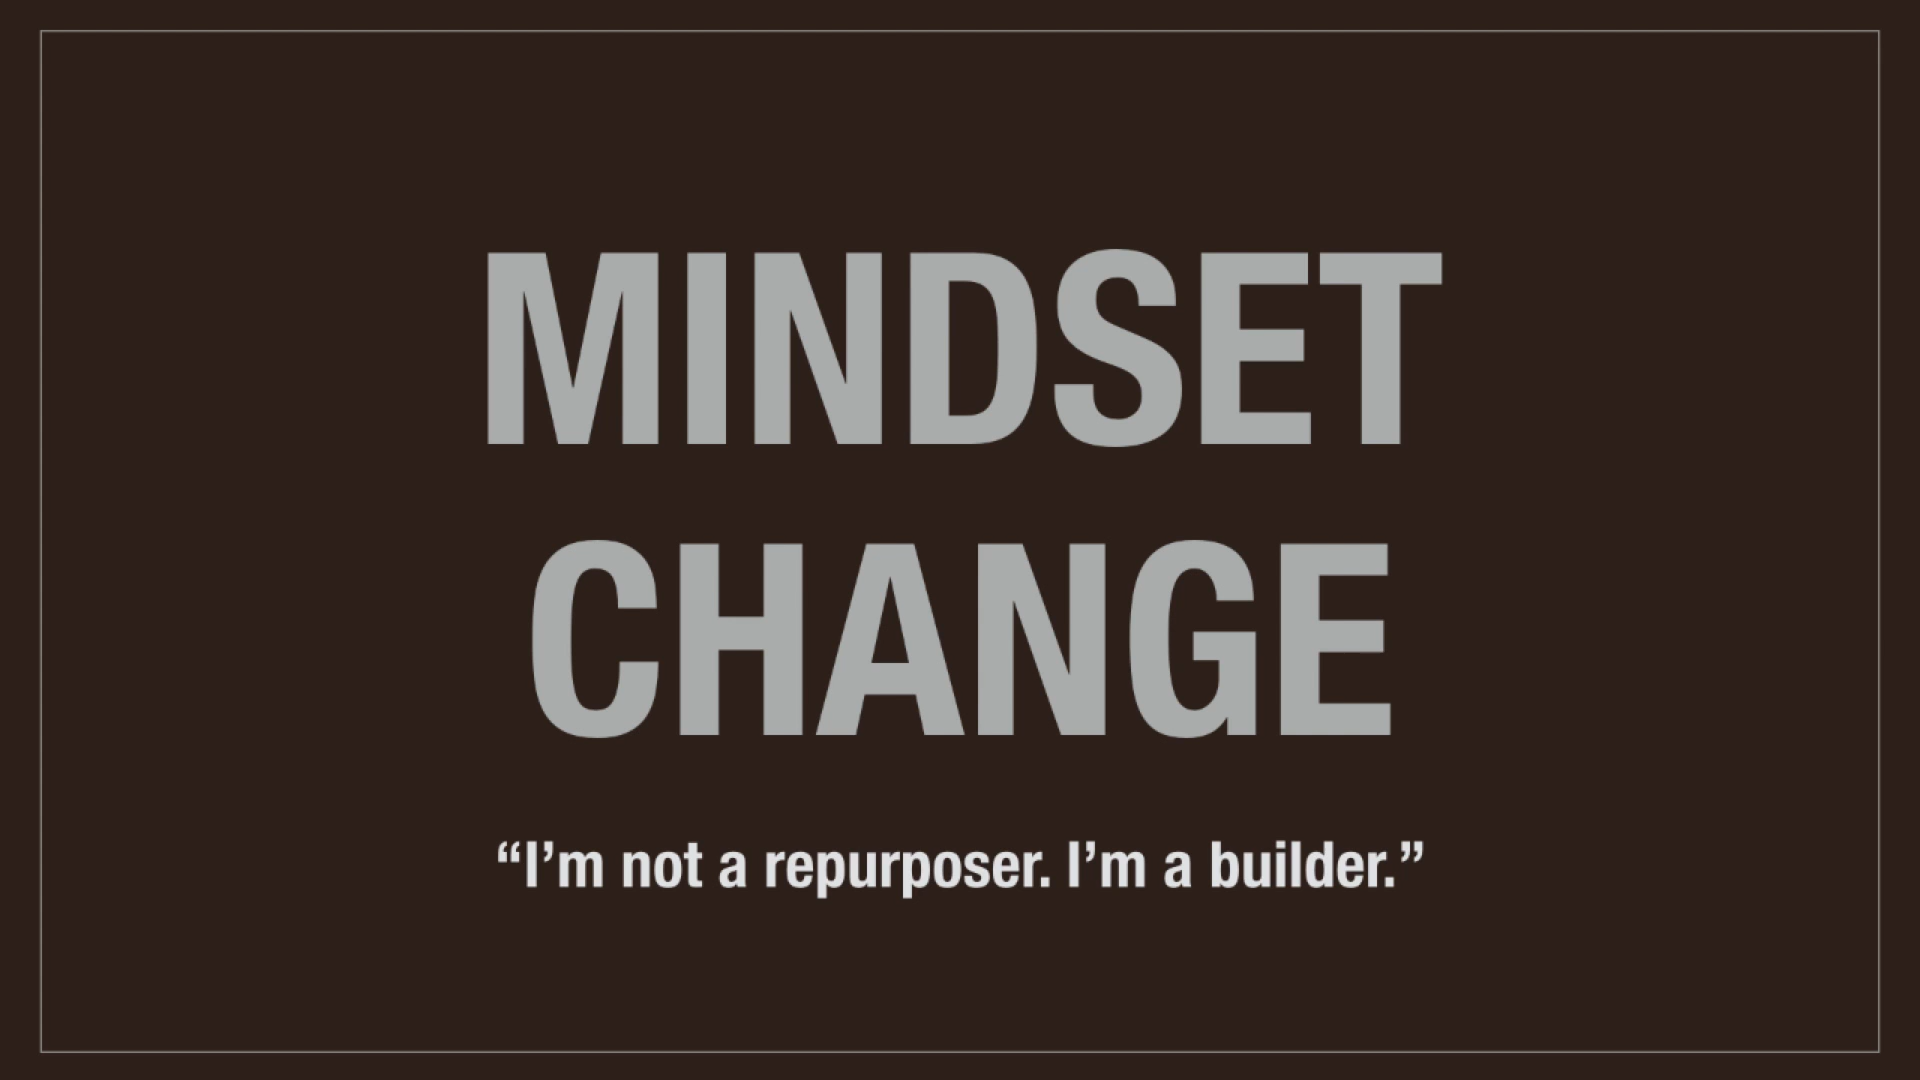 MINDSET
CHANGE
“I’m not a repurposer. I’m a builder.”